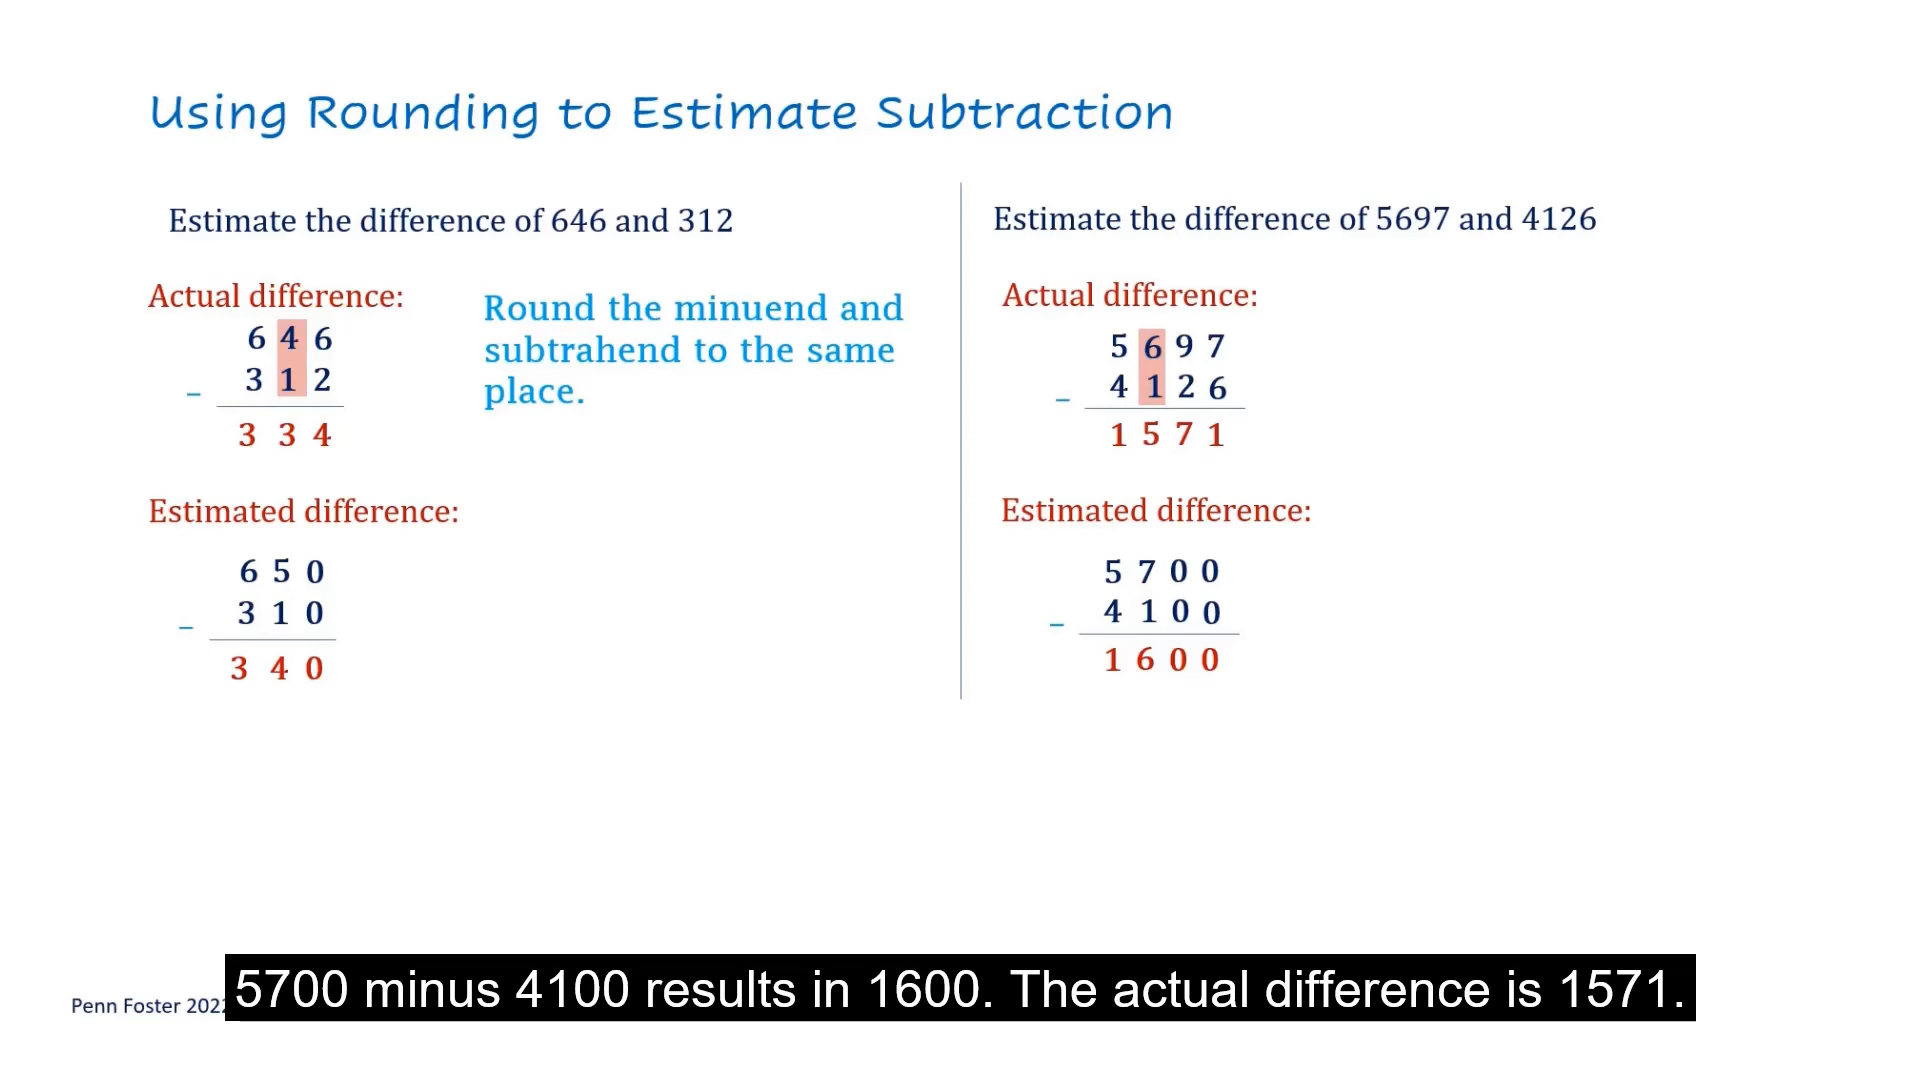 Using Rounding to Estimate Subtraction
Estimate the difference of 646 and 312
Actual difference:
6 4 6
3 1 2
–
3 3 4
Round the minuend and
subtrahend to the same
place.
Estimated difference:
6 5 0
3 1 0
–
3 4 0
Estimate the difference of 5697 and 4126
Actual difference:
5 6 9 7
4 1 2 6
–
1 5 7 1
Estimated difference:
5 7 0 0
4 1 0 0
–
1 6 0 0
Penn Foster 2022
5700 minus 4100 results in 1600. The actual difference is 1571.